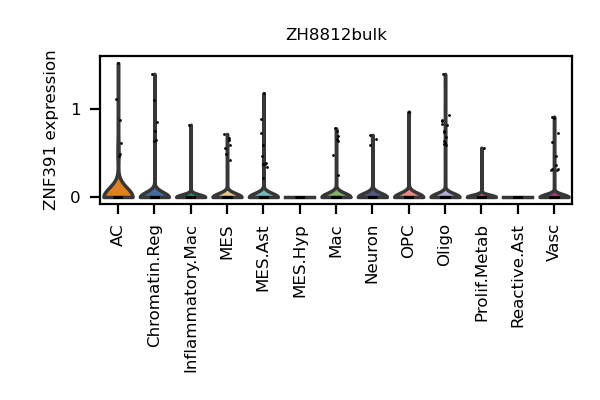 ZH8812bulk
ZNF391 expression
1
0
AC
Chromatin.Reg
Inflammatory.Mac
MES
MES.Ast
MES.Hyp
Mac
Neuron
OPC
Oligo
Prolif.Metab
Reactive.Ast
Vasc